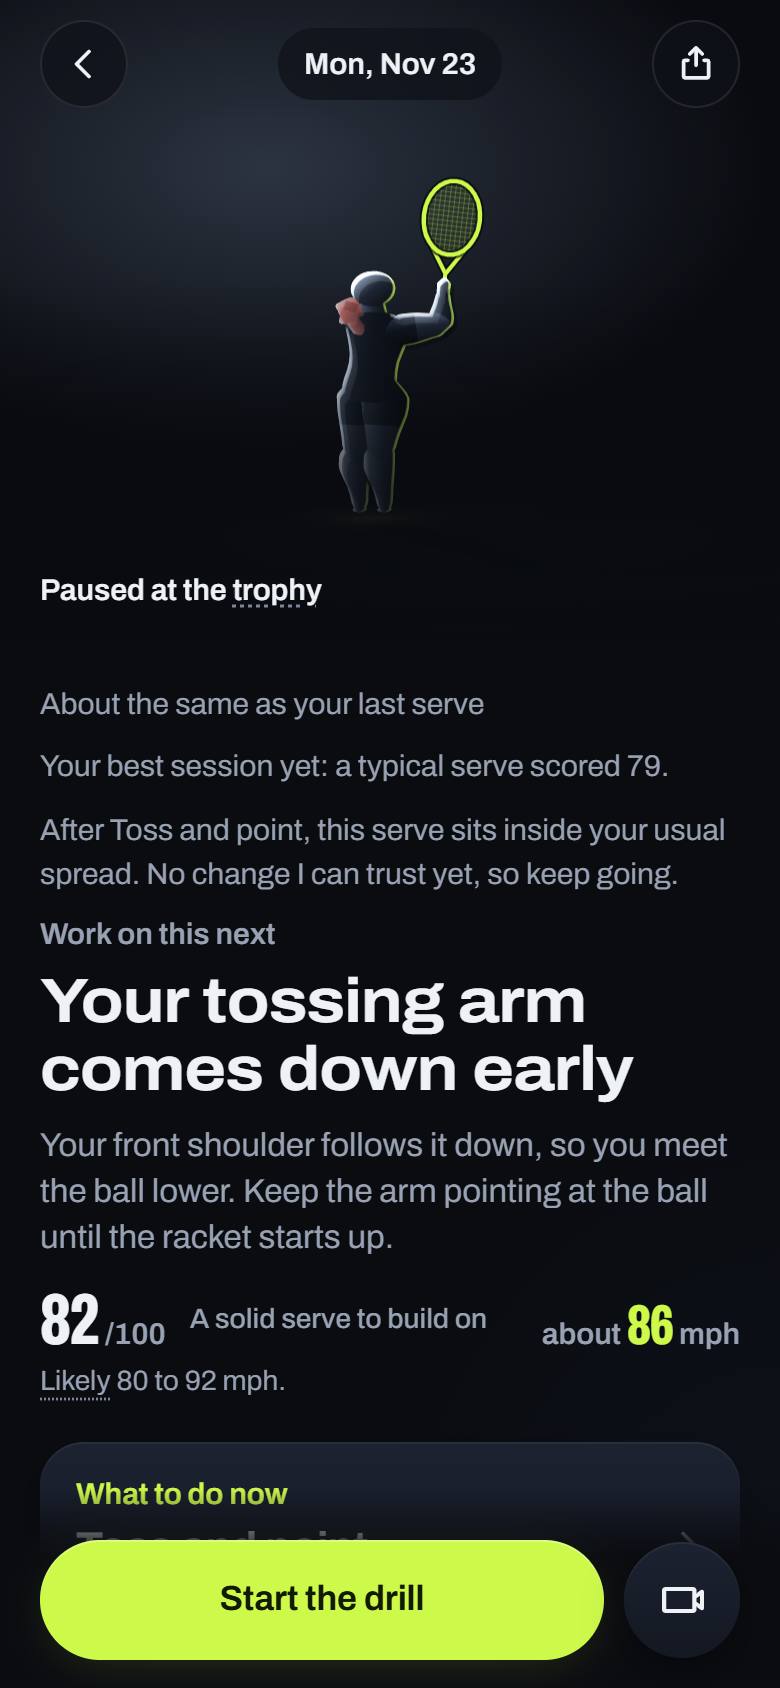 Mon, Nov 23
Paused at the trophy
About the same as your last serve
Your best session yet: a typical serve scored 79.
After Toss and point, this serve sits inside your usual
spread. No change I can trust yet, so keep going.
Work on this next
Your tossing arm
comes down early
Your front shoulder follows it down, so you meet
the ball lower. Keep the arm pointing at the ball
until the racket starts up.
82 /100 A solid serve to build on about 86 mph
Likely 80 to 92 mph.
What to do now
Toss and point
Start the drill